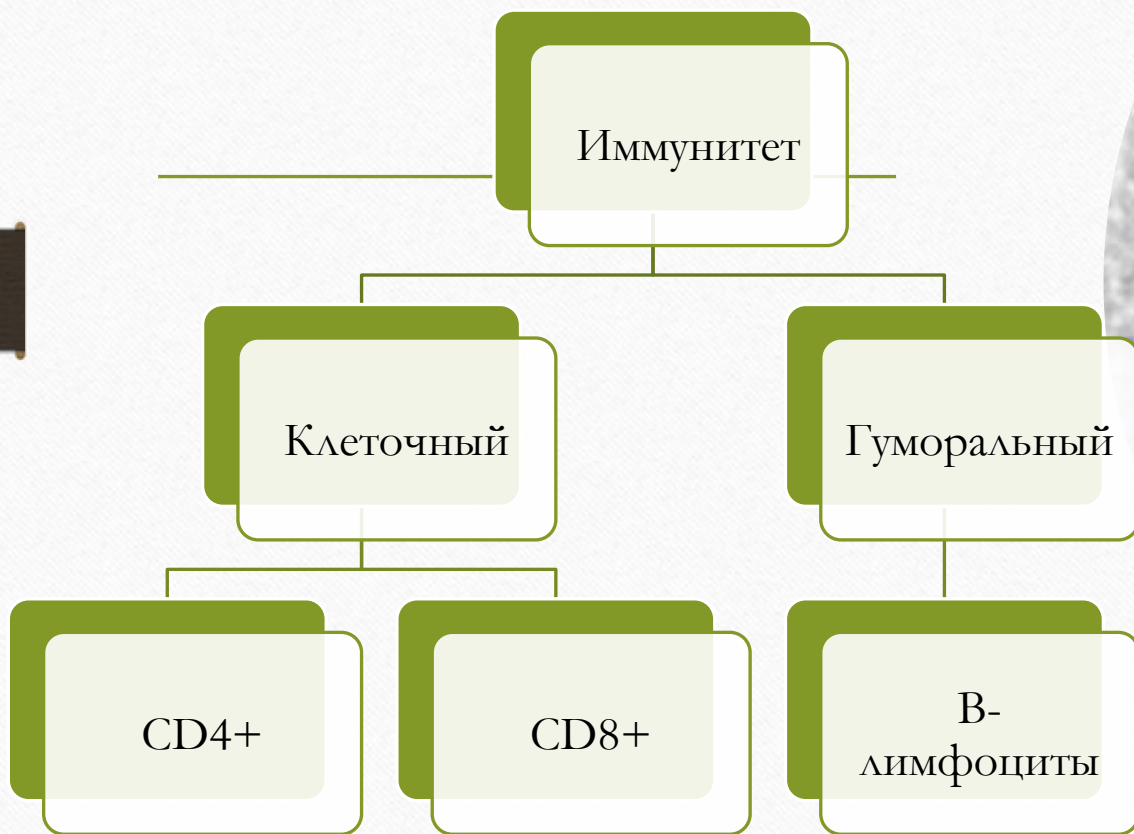 Иммунитет
Клеточный
Гуморальный
CD4+
CD8+
В-
лимфоциты